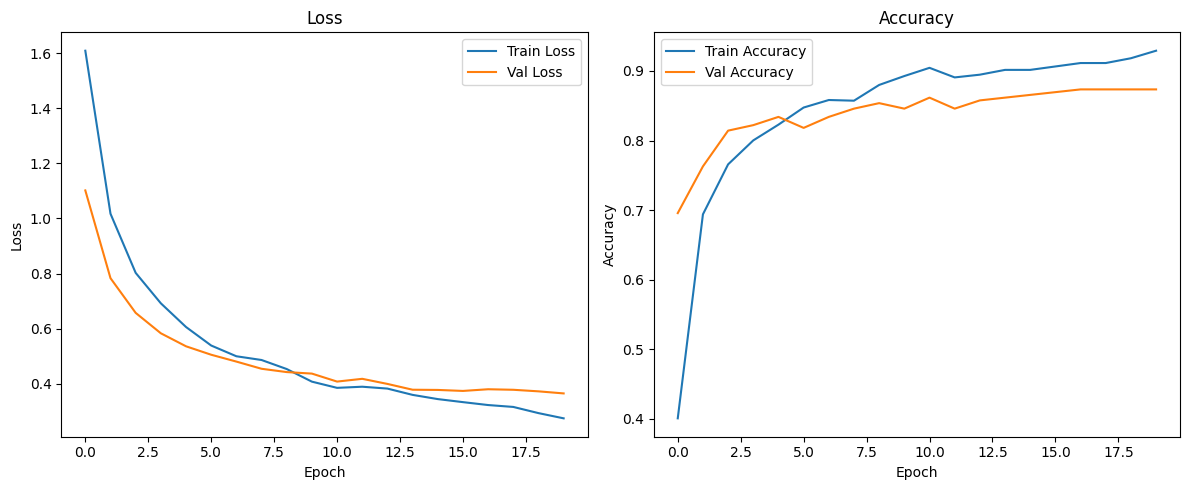 Loss
Train Loss
Val Loss
1.6
1.4
1.2
1.0
0.8
0.6
0.4
Loss
0.0 2.5 5.0 7.5 10.0 12.5 15.0 17.5
Epoch
Accuracy
Train Accuracy
Val Accuracy
0.9
0.8
0.7
0.6
0.5
0.4
Accuracy
0.0 2.5 5.0 7.5 10.0 12.5 15.0 17.5
Epoch